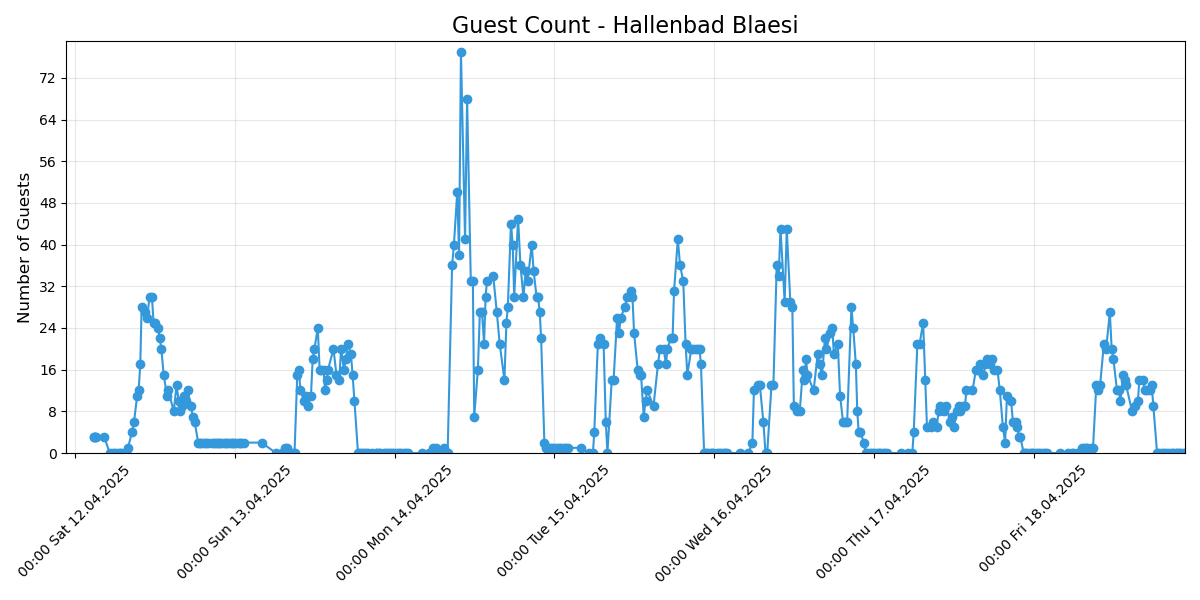 Guest Count - Hallenbad Blaesi
Number of Guests
72
64
56
48
40
32
24
16
8
0
00:00 Sat 12.04.2025
00:00 Sun 13.04.2025
00:00 Mon 14.04.2025
00:00 Tue 15.04.2025
00:00 Wed 16.04.2025
00:00 Thu 17.04.2025
00:00 Fri 18.04.2025